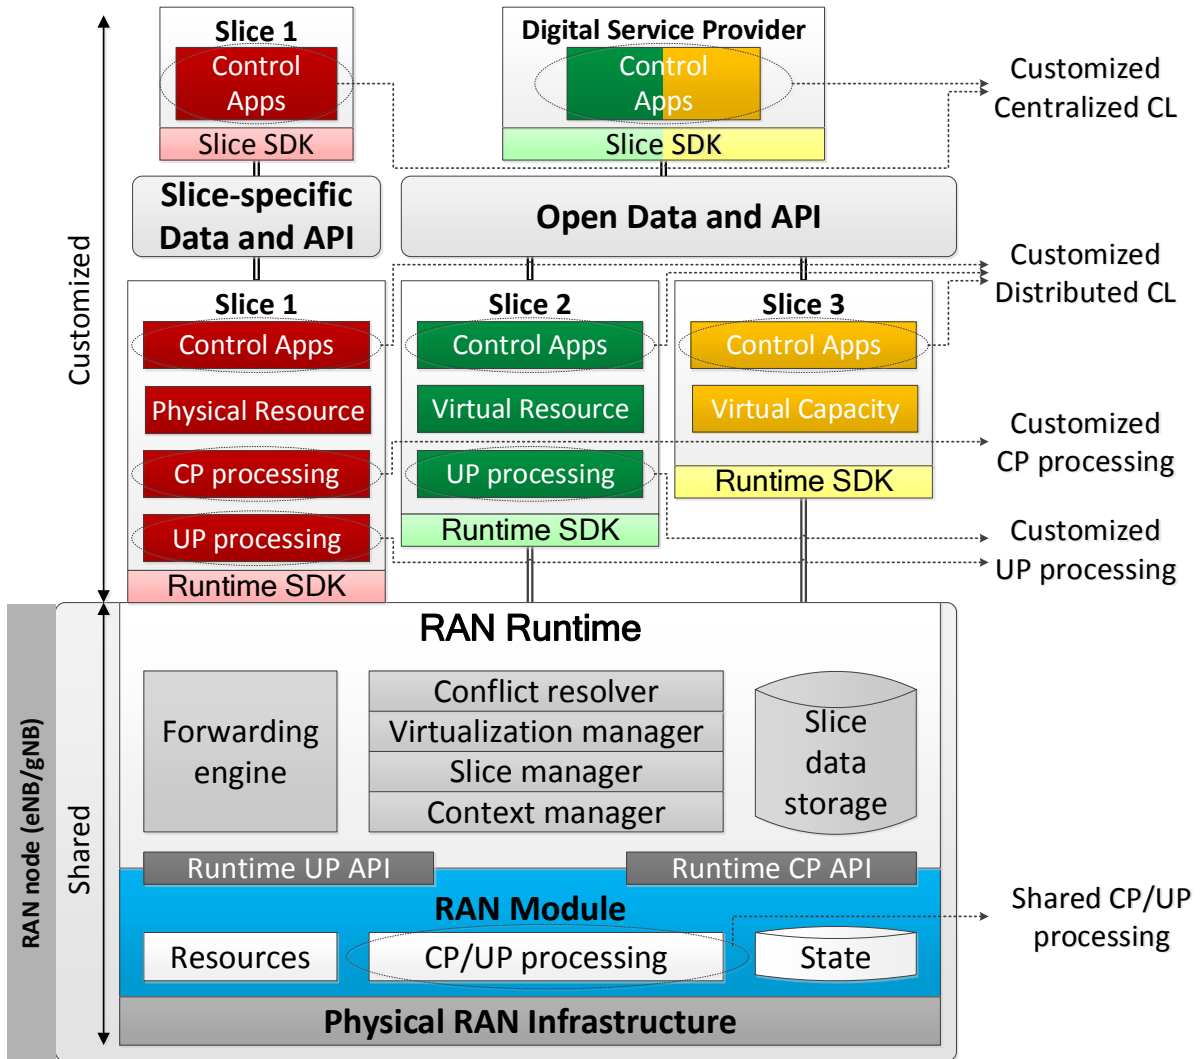 Slice 1
Control
Apps
Slice SDK
Digital Service Provider
Control
Apps
Slice SDK
Customized
Centralized CL
Slice-specific
Data and API
Open Data and API
Customized
Distributed CL
Customized
Slice 1
Control Apps
Physical Resource
CP processing
UP processing
Runtime SDK
Slice 2
Control Apps
Virtual Resource
UP processing
Runtime SDK
Slice 3
Control Apps
Virtual Capacity
Runtime SDK
Customized
CP processing
Customized
UP processing
RAN node (eNB/gNB)
Shared
RAN Runtime
Forwarding
engine
Conflict resolver
Virtualization manager
Slice manager
Context manager
Slice
data
storage
Runtime UP API
Runtime CP API
RAN Module
Resources
CP/UP processing
State
Shared CP/UP
processing
Physical RAN Infrastructure